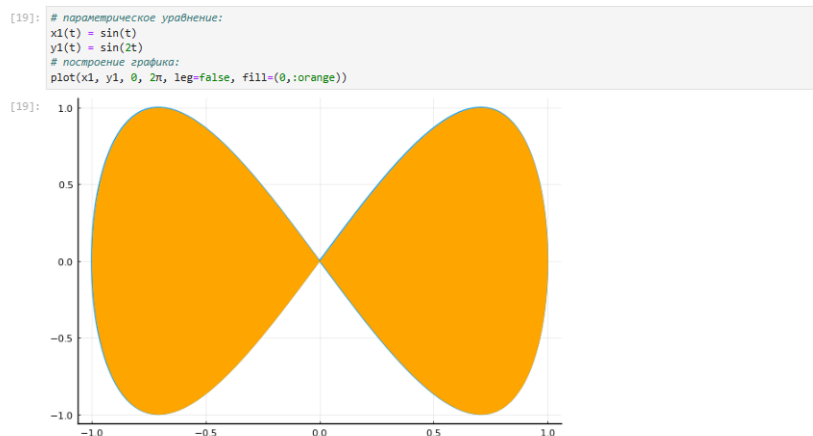 [19]: # параметрическое уравнение:
x1(t) = sin(t)
y1(t) = sin(2t)
# построение графика:
plot(x1, y1, 0, 2π, leg=false, fill=(0,:orange))
[19]:
1.0
0.5
0.0
−0.5
−1.0
−1.0 −0.5 0.0 0.5 1.0